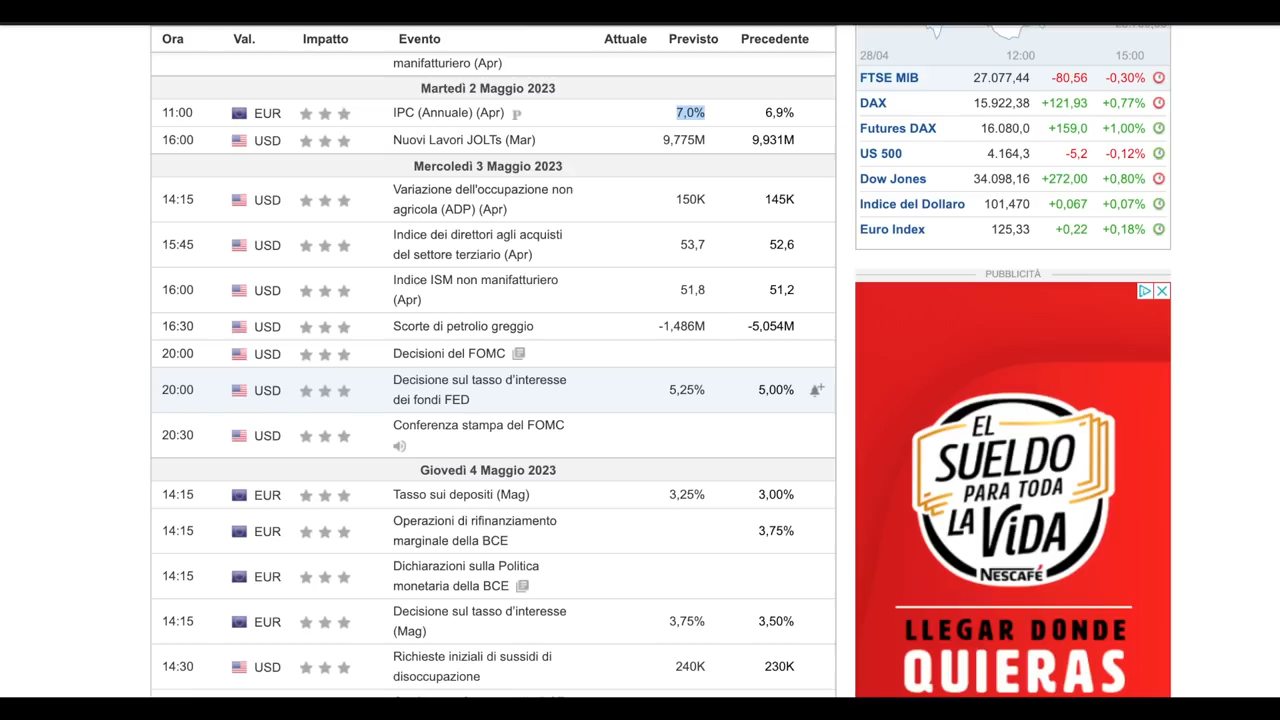 Ora Val. Impatto Evento Attuale Previsto Precedente
manifatturiero (Apr)
Martedì 2 Maggio 2023
11:00 EUR IPC (Annuale) (Apr) P 7,0% 6,9%
16:00 USD Nuovi Lavori JOLTs (Mar) 9,775M 9,931M
Mercoledì 3 Maggio 2023
14:15 USD Variazione dell'occupazione non
agricola (ADP) (Apr) 150K 145K
15:45 USD Indice dei direttori agli acquisti
del settore terziario (Apr) 53,7 52,6
16:00 USD Indice ISM non manifatturiero
(Apr) 51,8 51,2
16:30 USD Scorte di petrolio greggio -1,486M -5,054M
20:00 USD Decisioni del FOMC
20:00 USD Decisione sul tasso d'interesse
dei fondi FED 5,25% 5,00%
20:30 USD Conferenza stampa del FOMC
Giovedì 4 Maggio 2023
14:15 EUR Tasso sui depositi (Mag) 3,25% 3,00%
14:15 EUR Operazioni di rifinanziamento
marginale della BCE 3,75%
14:15 EUR Dichiarazioni sulla Politica
monetaria della BCE
14:15 EUR Decisione sul tasso d'interesse
(Mag) 3,75% 3,50%
14:30 USD Richieste iniziali di sussidi di
disoccupazione 240K 230K
28/04 12:00 15:00
FTSE MIB 27.077,44 -80,56 -0,30%
DAX 15.922,38 +121,93 +0,77%
Futures DAX 16.080,0 +159,0 +1,00%
US 500 4.164,3 -5,2 -0,12%
Dow Jones 34.098,16 +272,00 +0,80%
Indice del Dollaro 101,470 +0,067 +0,07%
Euro Index 125,33 +0,22 +0,18%
PUBBLICITÀ
EL
SUELDO
PARA TODA
LA ViDA
NESCAFÉ
LLEGAR DONDE
QUIERAS